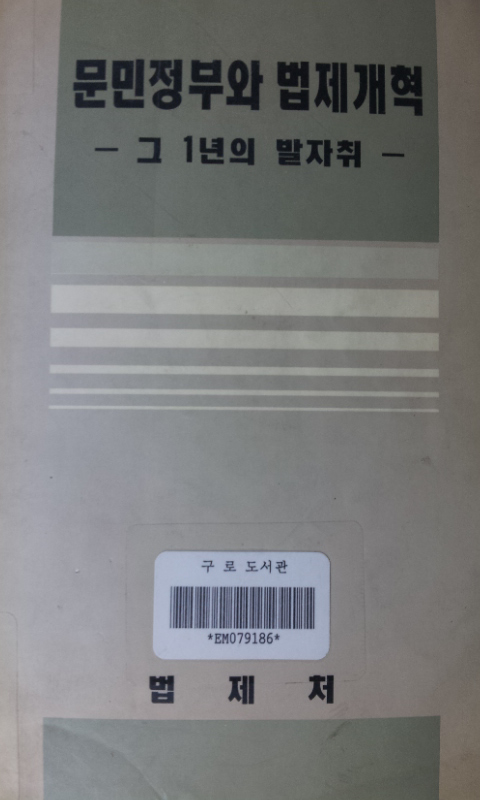 문민정부와 법제개혁
— 그 1년의 발자취 —
구로도서관
*EM079186*
법제처